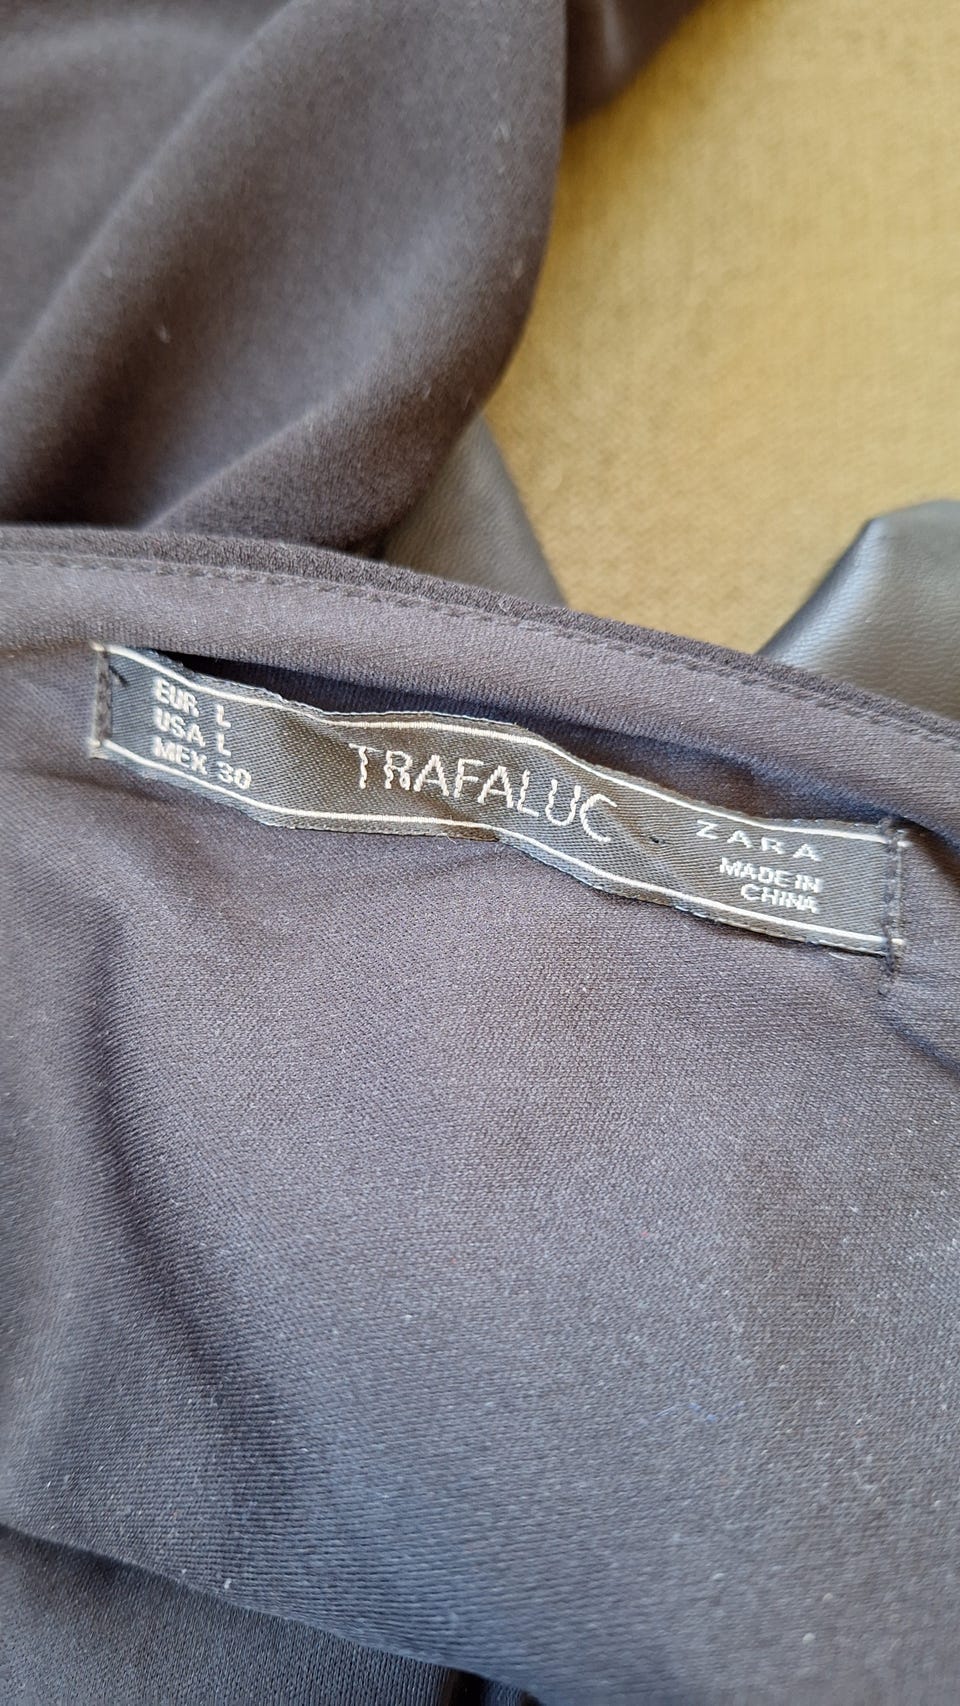 EUR L
USA L
MEX 30
TRAFALUC
ZARA
MADE IN
CHINA